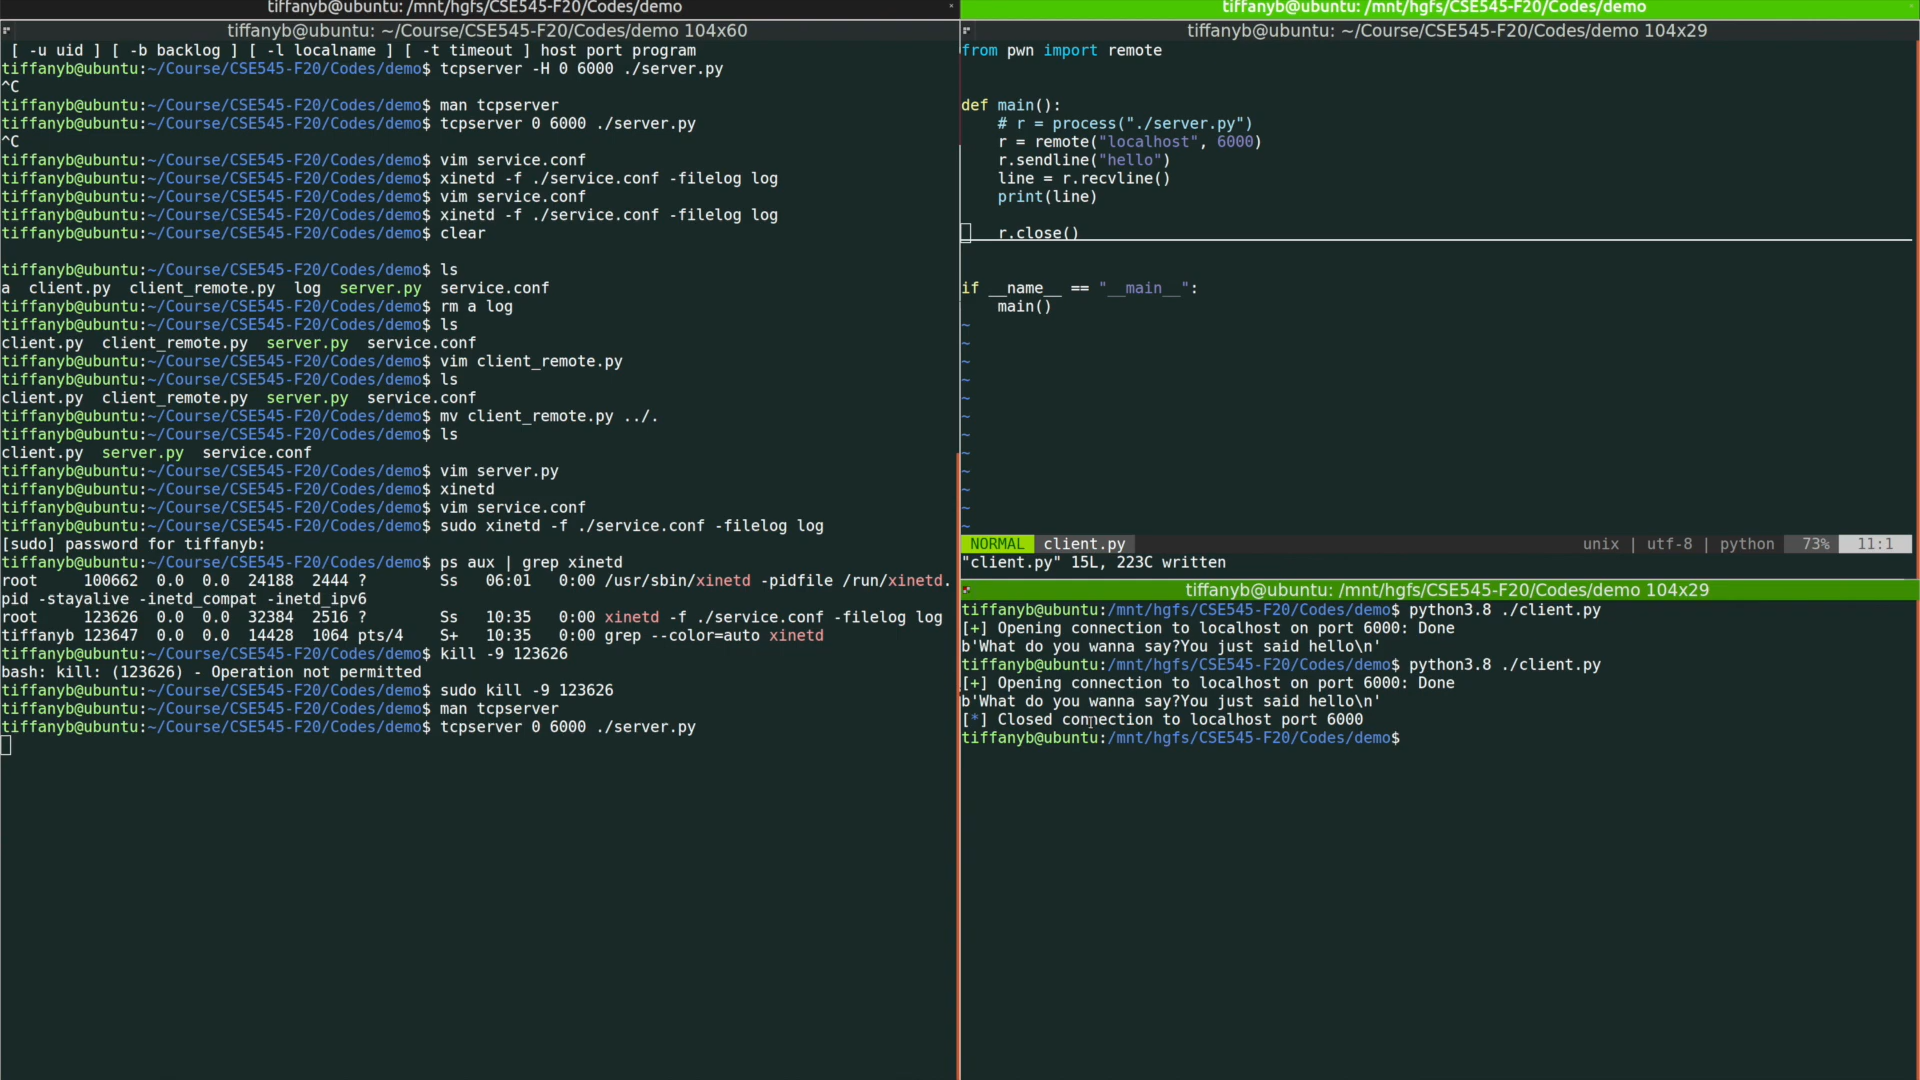 tiffanyb@ubuntu: /mnt/hgfs/CSE545-F20/Codes/demo
tiffanyb@ubuntu: ~/Course/CSE545-F20/Codes/demo 104x60
[ -u uid ] [ -b backlog ] [ -l localname ] [ -t timeout ] host port program
tiffanyb@ubuntu:~/Course/CSE545-F20/Codes/demo$ tcpserver -H 0 6000 ./server.py
^C
tiffanyb@ubuntu:~/Course/CSE545-F20/Codes/demo$ man tcpserver
tiffanyb@ubuntu:~/Course/CSE545-F20/Codes/demo$ tcpserver 0 6000 ./server.py
^C
tiffanyb@ubuntu:~/Course/CSE545-F20/Codes/demo$ vim service.conf
tiffanyb@ubuntu:~/Course/CSE545-F20/Codes/demo$ xinetd -f ./service.conf -filelog log
tiffanyb@ubuntu:~/Course/CSE545-F20/Codes/demo$ vim service.conf
tiffanyb@ubuntu:~/Course/CSE545-F20/Codes/demo$ xinetd -f ./service.conf -filelog log
tiffanyb@ubuntu:~/Course/CSE545-F20/Codes/demo$ clear
tiffanyb@ubuntu:~/Course/CSE545-F20/Codes/demo$ ls
a  client.py  client_remote.py  log  server.py  service.conf
tiffanyb@ubuntu:~/Course/CSE545-F20/Codes/demo$ rm a log
tiffanyb@ubuntu:~/Course/CSE545-F20/Codes/demo$ ls
client.py  client_remote.py  server.py  service.conf
tiffanyb@ubuntu:~/Course/CSE545-F20/Codes/demo$ vim client_remote.py
tiffanyb@ubuntu:~/Course/CSE545-F20/Codes/demo$ ls
client.py  client_remote.py  server.py  service.conf
tiffanyb@ubuntu:~/Course/CSE545-F20/Codes/demo$ mv client_remote.py ../.
tiffanyb@ubuntu:~/Course/CSE545-F20/Codes/demo$ ls
client.py  server.py  service.conf
tiffanyb@ubuntu:~/Course/CSE545-F20/Codes/demo$ vim server.py
tiffanyb@ubuntu:~/Course/CSE545-F20/Codes/demo$ xinetd
tiffanyb@ubuntu:~/Course/CSE545-F20/Codes/demo$ vim service.conf
tiffanyb@ubuntu:~/Course/CSE545-F20/Codes/demo$ sudo xinetd -f ./service.conf -filelog log
[sudo] password for tiffanyb:
tiffanyb@ubuntu:~/Course/CSE545-F20/Codes/demo$ ps aux | grep xinetd
root     100662  0.0  0.0  24188  2444 ?        Ss   06:01   0:00 /usr/sbin/xinetd -pidfile /run/xinetd.
pid -stayalive -inetd_compat -inetd_ipv6
root     123626  0.0  0.0  32384  2516 ?        Ss   10:35   0:00 xinetd -f ./service.conf -filelog log
tiffanyb 123647  0.0  0.0  14428  1064 pts/4    S+   10:35   0:00 grep --color=auto xinetd
tiffanyb@ubuntu:~/Course/CSE545-F20/Codes/demo$ kill -9 123626
bash: kill: (123626) - Operation not permitted
tiffanyb@ubuntu:~/Course/CSE545-F20/Codes/demo$ sudo kill -9 123626
tiffanyb@ubuntu:~/Course/CSE545-F20/Codes/demo$ man tcpserver
tiffanyb@ubuntu:~/Course/CSE545-F20/Codes/demo$ tcpserver 0 6000 ./server.py
tiffanyb@ubuntu: /mnt/hgfs/CSE545-F20/Codes/demo
tiffanyb@ubuntu: ~/Course/CSE545-F20/Codes/demo 104x29
from pwn import remote
def main():
    # r = process("./server.py")
    r = remote("localhost", 6000)
    r.sendline("hello")
    line = r.recvline()
    print(line)
    r.close()
if __name__ == "__main__":
    main()
~
~
~
~
~
~
~
~
~
~
~
~
NORMAL client.py unix | utf-8 | python 73% 11:1
"client.py" 15L, 223C written
tiffanyb@ubuntu: /mnt/hgfs/CSE545-F20/Codes/demo 104x29
tiffanyb@ubuntu:/mnt/hgfs/CSE545-F20/Codes/demo$ python3.8 ./client.py
[+] Opening connection to localhost on port 6000: Done
b'What do you wanna say?You just said hello\n'
tiffanyb@ubuntu:/mnt/hgfs/CSE545-F20/Codes/demo$ python3.8 ./client.py
[+] Opening connection to localhost on port 6000: Done
b'What do you wanna say?You just said hello\n'
[*] Closed connection to localhost port 6000
tiffanyb@ubuntu:/mnt/hgfs/CSE545-F20/Codes/demo$